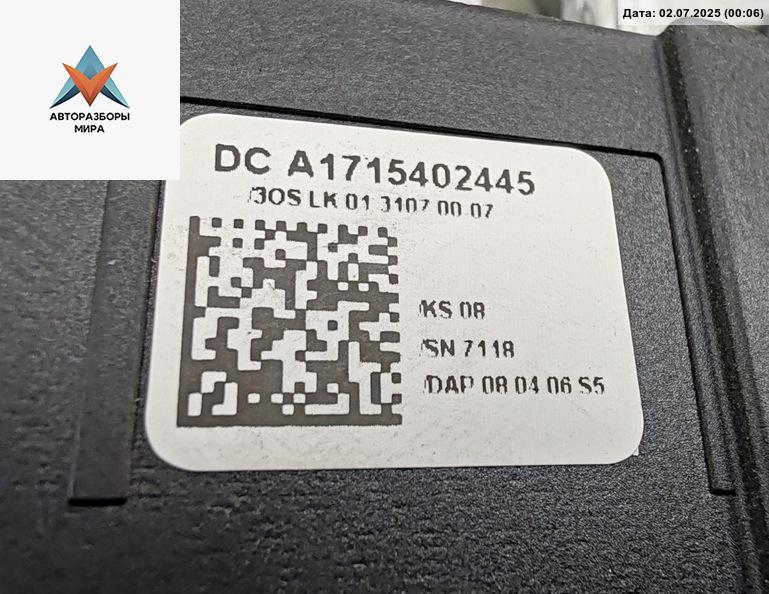 Дата: 02.07.2025 (00:06)
АВТОРАЗБОРЫ
МИРА
DC A1715402445
/3OS LK 01 3107 00 07
/KS 08
/SN 7118
/DAP 08 04 06 S5